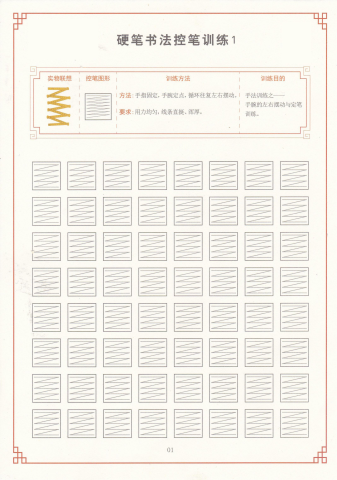 硬笔书法控笔训练1
实物联想 控笔图形 训练方法 训练目的
方法: 手指固定，手腕定点，循环往复左右摆动。
要求: 用力均匀，线条直挺、浑厚。
手法训练之一——
手腕的左右摆动与定笔
训练。
01